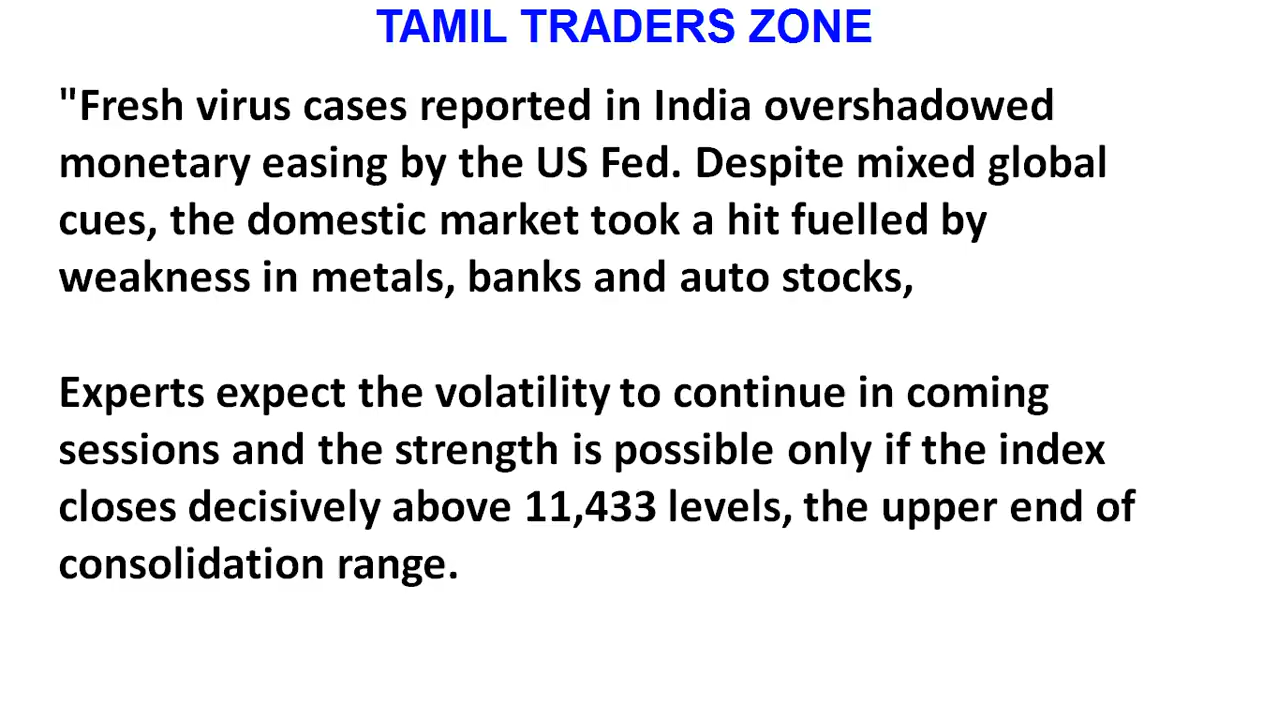 TAMIL TRADERS ZONE
"Fresh virus cases reported in India overshadowed
monetary easing by the US Fed. Despite mixed global
cues, the domestic market took a hit fuelled by
weakness in metals, banks and auto stocks,
Experts expect the volatility to continue in coming
sessions and the strength is possible only if the index
closes decisively above 11,433 levels, the upper end of
consolidation range.